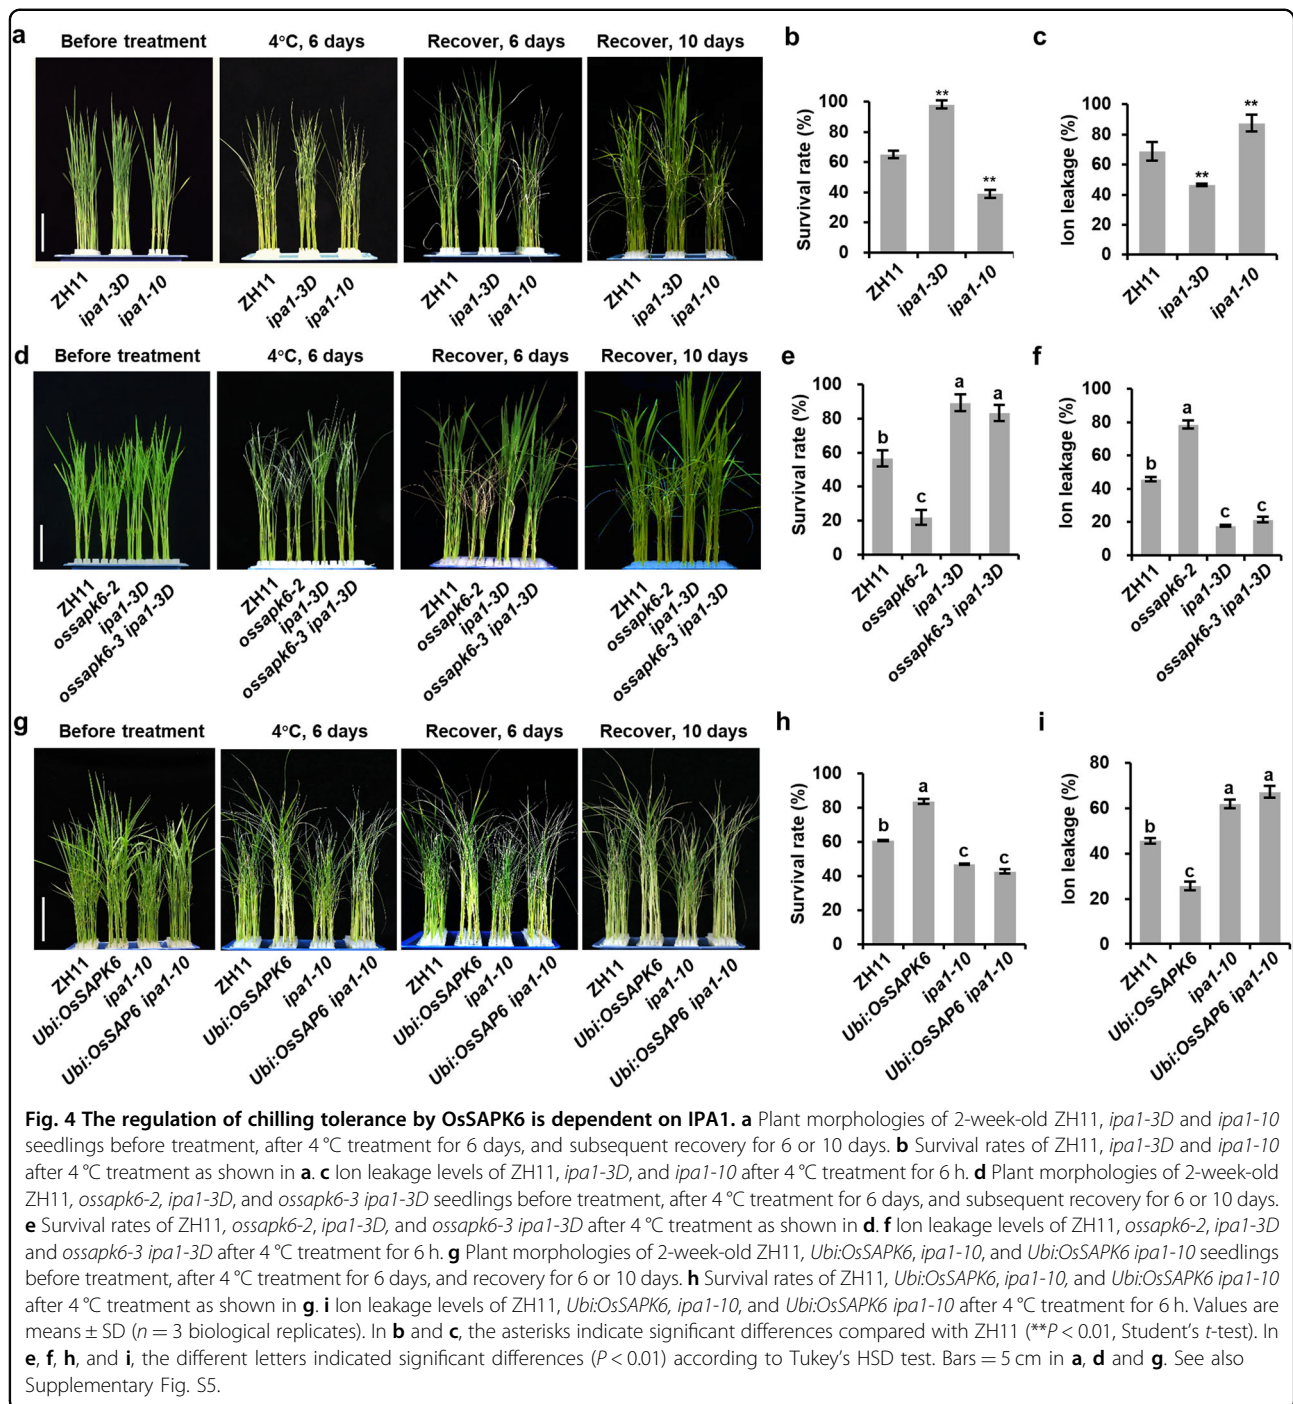 a
Before treatment
4°C, 6 days
Recover, 6 days
Recover, 10 days
ZH11
ipa1-3D
ipa1-10
ZH11
ipa1-3D
ipa1-10
ZH11
ipa1-3D
ipa1-10
ZH11
ipa1-3D
ipa1-10
b
Survival rate (%)
100
80
60
40
20
0
**
**
ZH11
ipa1-3D
ipa1-10
c
Ion leakage (%)
100
80
60
40
20
0
**
**
ZH11
ipa1-3D
ipa1-10
d
Before treatment
4°C, 6 days
Recover, 6 days
Recover, 10 days
ZH11
ossapk6-2
ipa1-3D
ossapk6-3 ipa1-3D
ZH11
ossapk6-2
ipa1-3D
ossapk6-3 ipa1-3D
ZH11
ossapk6-2
ipa1-3D
ossapk6-3 ipa1-3D
ZH11
ossapk6-2
ipa1-3D
ossapk6-3 ipa1-3D
e
Survival rate (%)
100
80
60
40
20
0
b
c
a
a
ZH11
ossapk6-2
ipa1-3D
ossapk6-3 ipa1-3D
f
Ion leakage (%)
100
80
60
40
20
0
b
a
c
c
ZH11
ossapk6-2
ipa1-3D
ossapk6-3 ipa1-3D
g
Before treatment
4°C, 6 days
Recover, 6 days
Recover, 10 days
ZH11
Ubi:OsSAPK6
ipa1-10
Ubi:OsSAP6 ipa1-10
ZH11
Ubi:OsSAPK6
ipa1-10
Ubi:OsSAP6 ipa1-10
ZH11
Ubi:OsSAPK6
ipa1-10
Ubi:OsSAP6 ipa1-10
ZH11
Ubi:OsSAPK6
ipa1-10
Ubi:OsSAP6 ipa1-10
h
Survival rate (%)
100
80
60
40
20
0
b
a
c
c
ZH11
Ubi:OsSAPK6
ipa1-10
Ubi:OsSAP6 ipa1-10
i
Ion leakage (%)
80
60
40
20
0
b
c
a
a
ZH11
Ubi:OsSAPK6
ipa1-10
Ubi:OsSAP6 ipa1-10
Fig. 4 The regulation of chilling tolerance by OsSAPK6 is dependent on IPA1. a Plant morphologies of 2-week-old ZH11, ipa1-3D and ipa1-10
seedlings before treatment, after 4 °C treatment for 6 days, and subsequent recovery for 6 or 10 days. b Survival rates of ZH11, ipa1-3D and ipa1-10
after 4 °C treatment as shown in a. c Ion leakage levels of ZH11, ipa1-3D, and ipa1-10 after 4 °C treatment for 6 h. d Plant morphologies of 2-week-old
ZH11, ossapk6-2, ipa1-3D, and ossapk6-3 ipa1-3D seedlings before treatment, after 4 °C treatment for 6 days, and subsequent recovery for 6 or 10 days.
e Survival rates of ZH11, ossapk6-2, ipa1-3D, and ossapk6-3 ipa1-3D after 4 °C treatment as shown in d. f Ion leakage levels of ZH11, ossapk6-2, ipa1-3D
and ossapk6-3 ipa1-3D after 4 °C treatment for 6 h. g Plant morphologies of 2-week-old ZH11, Ubi:OsSAPK6, ipa1-10, and Ubi:OsSAPK6 ipa1-10 seedlings
before treatment, after 4 °C treatment for 6 days, and recovery for 6 or 10 days. h Survival rates of ZH11, Ubi:OsSAPK6, ipa1-10, and Ubi:OsSAPK6 ipa1-10
after 4 °C treatment as shown in g. i Ion leakage levels of ZH11, Ubi:OsSAPK6, ipa1-10, and Ubi:OsSAPK6 ipa1-10 after 4 °C treatment for 6 h. Values are
means ± SD (n = 3 biological replicates). In b and c, the asterisks indicate significant differences compared with ZH11 (**P < 0.01, Student's t-test). In
e, f, h, and i, the different letters indicated significant differences (P < 0.01) according to Tukey's HSD test. Bars = 5 cm in a, d and g. See also
Supplementary Fig. S5.